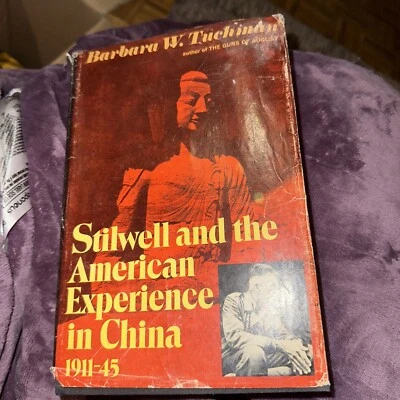 Barbara W. Tuchman
author of THE GUNS OF AUGUST
Stilwell and the
American
Experience
in China
1911-45